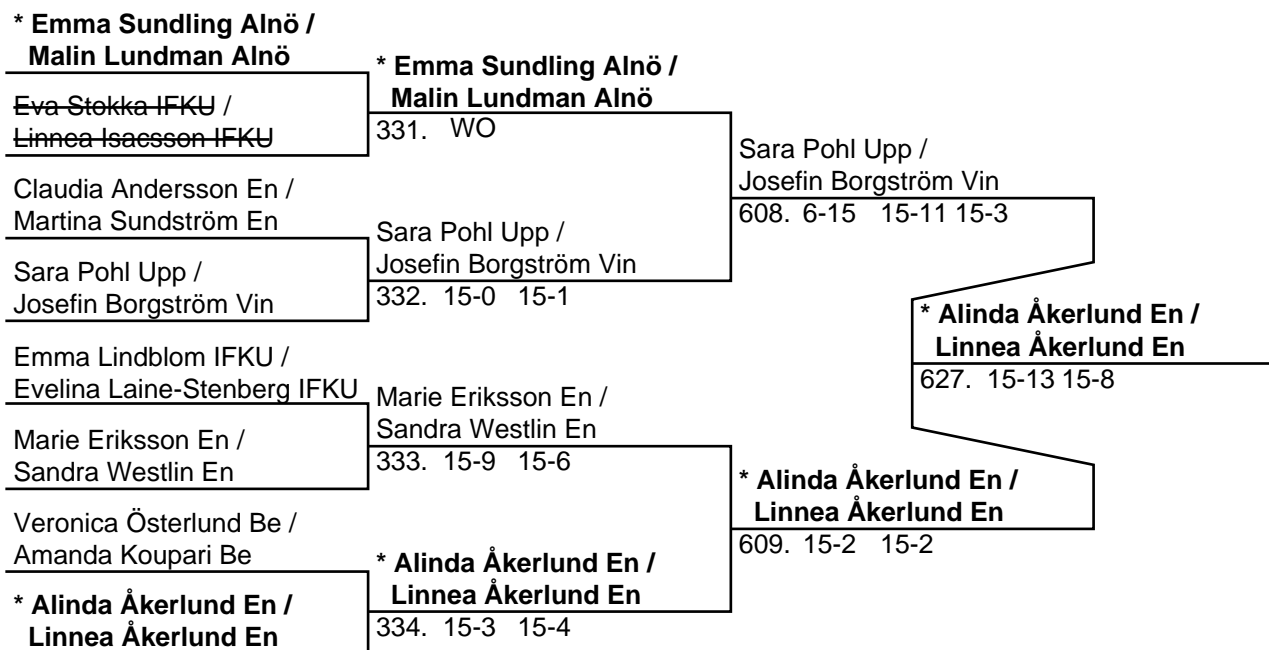 * Emma Sundling Alnö /
Malin Lundman Alnö
Eva Stokka IFKU /
Linnea Isacsson IFKU
Claudia Andersson En /
Martina Sundström En
Sara Pohl Upp /
Josefin Borgström Vin
Emma Lindblom IFKU /
Evelina Laine-Stenberg IFKU
Marie Eriksson En /
Sandra Westlin En
Veronica Österlund Be /
Amanda Koupari Be
* Alinda Åkerlund En /
Linnea Åkerlund En
* Emma Sundling Alnö /
Malin Lundman Alnö
331. WO
Sara Pohl Upp /
Josefin Borgström Vin
332. 15-0 15-1
Marie Eriksson En /
Sandra Westlin En
333. 15-9 15-6
* Alinda Åkerlund En /
Linnea Åkerlund En
334. 15-3 15-4
Sara Pohl Upp /
Josefin Borgström Vin
608. 6-15 15-11 15-3
* Alinda Åkerlund En /
Linnea Åkerlund En
609. 15-2 15-2
* Alinda Åkerlund En /
Linnea Åkerlund En
627. 15-13 15-8